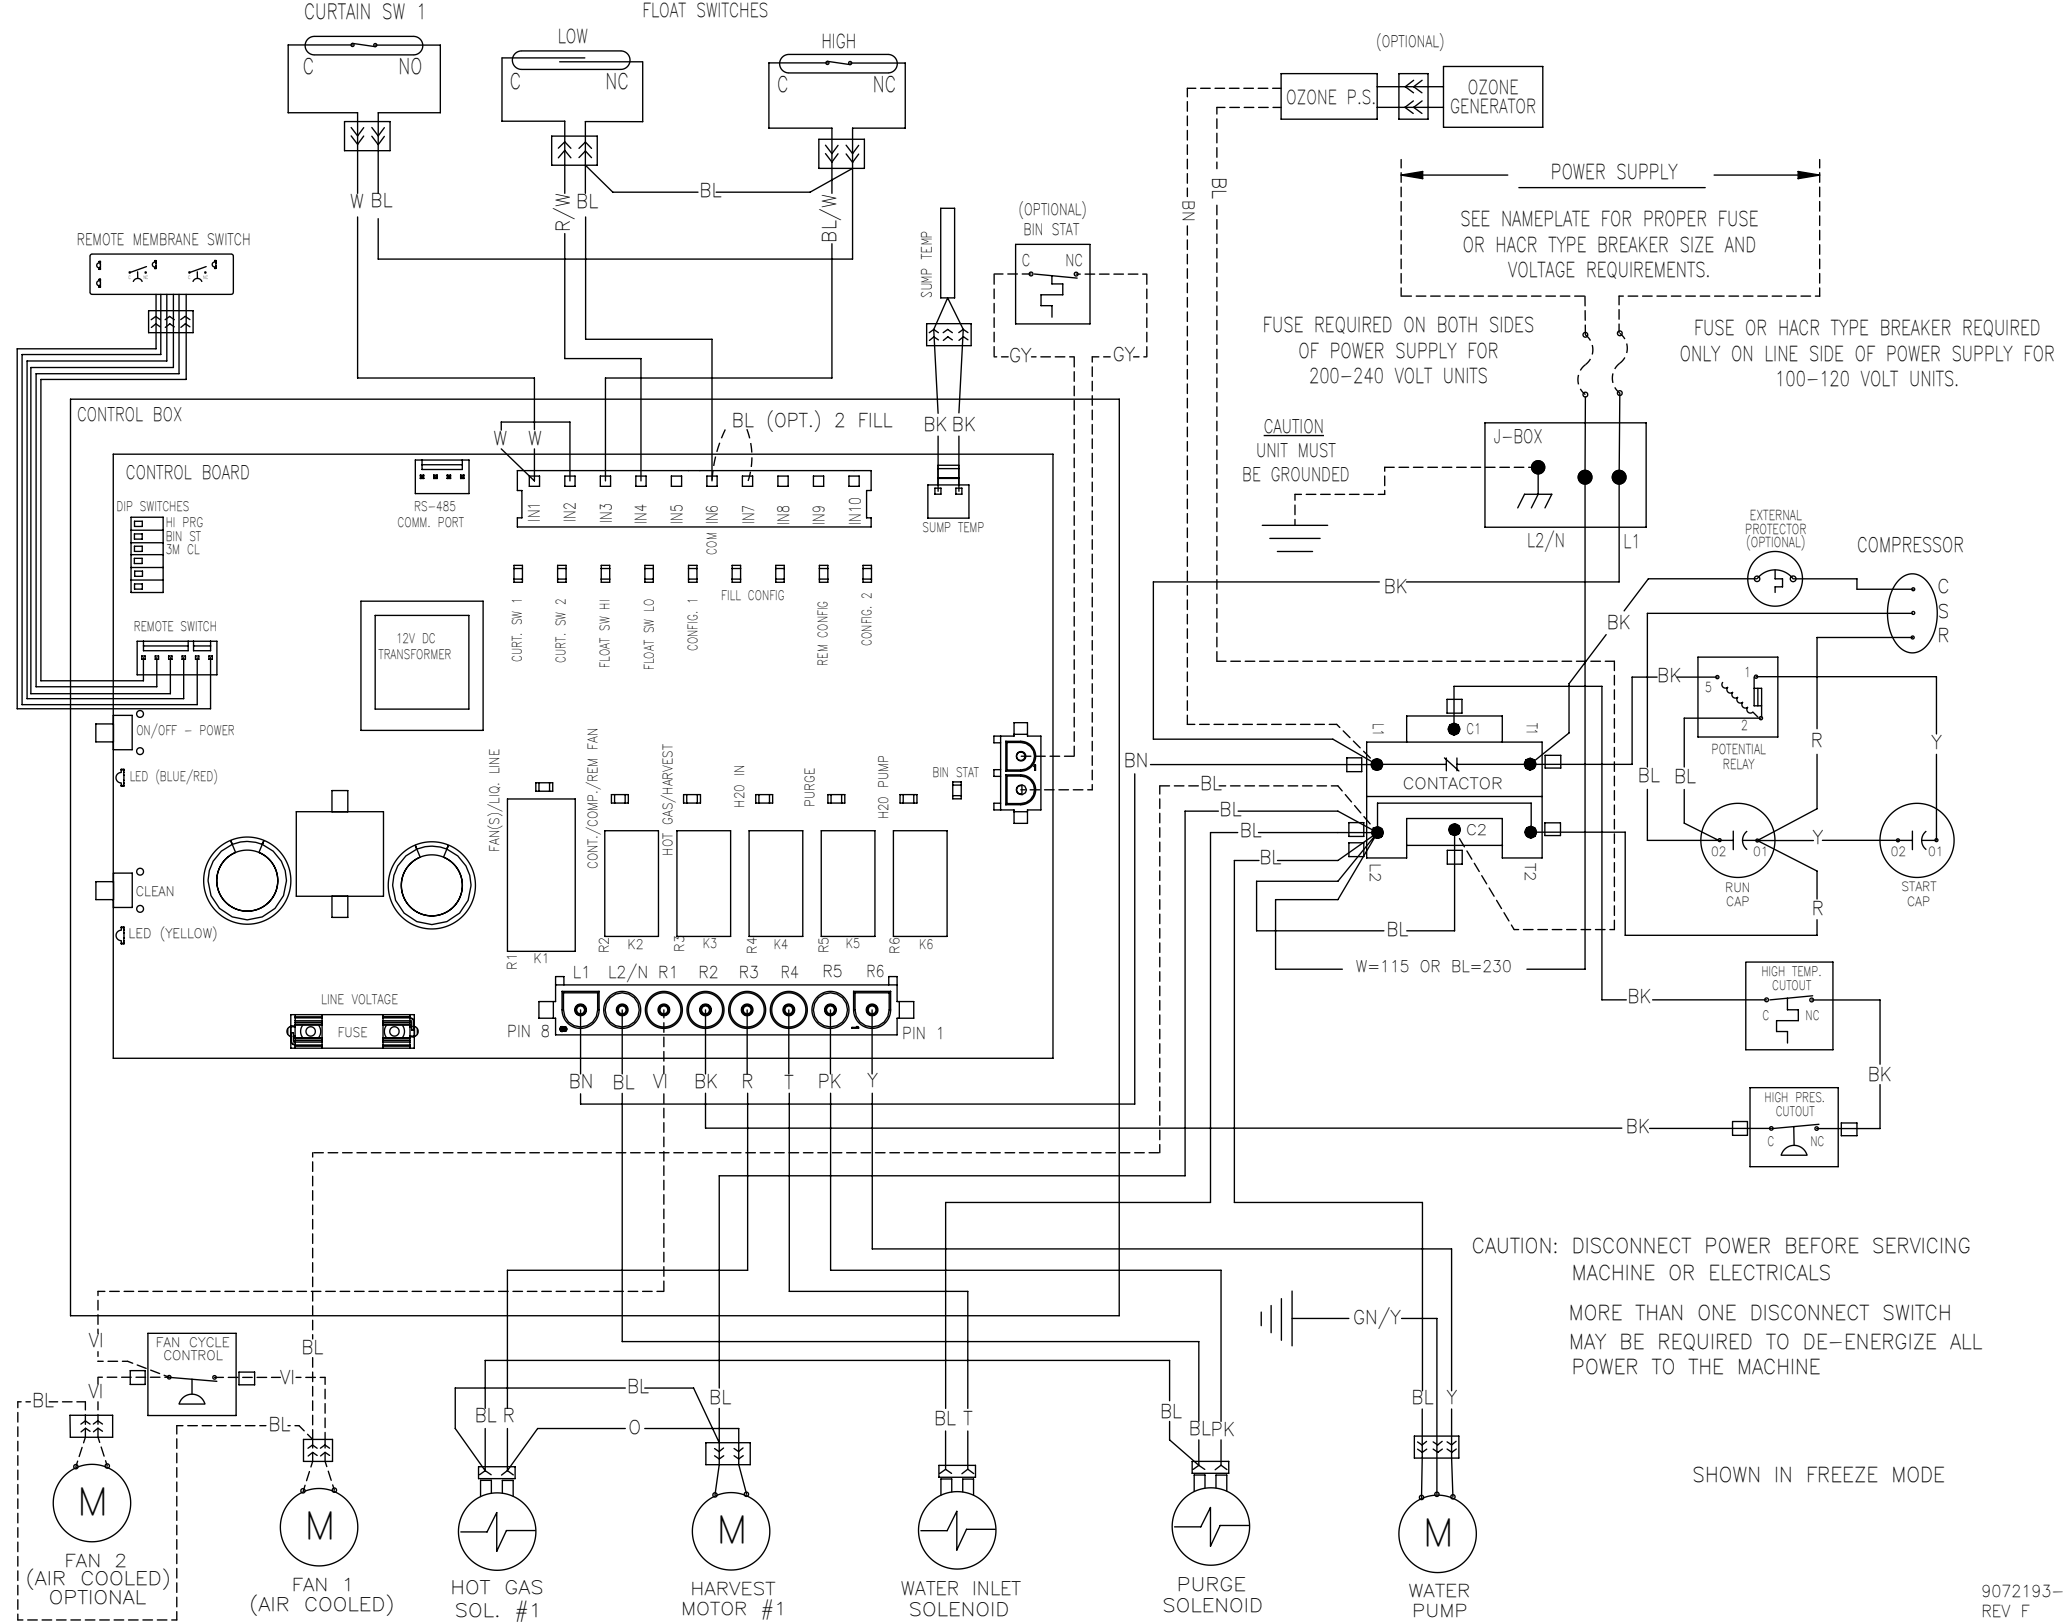 CURTAIN SW 1
FLOAT SWITCHES
C
NO
LOW
C
NC
HIGH
C
NC
(OPTIONAL)
OZONE P.S.
OZONE
GENERATOR
W
BL
R/W
BL
BL
BL/W
BN
BL
POWER SUPPLY
SEE NAMEPLATE FOR PROPER FUSE
OR HACR TYPE BREAKER SIZE AND
VOLTAGE REQUIREMENTS.
REMOTE MEMBRANE SWITCH
SUMP TEMP
(OPTIONAL)
BIN STAT
C
NC
GY
GY
FUSE REQUIRED ON BOTH SIDES
OF POWER SUPPLY FOR
200-240 VOLT UNITS
FUSE OR HACR TYPE BREAKER REQUIRED
ONLY ON LINE SIDE OF POWER SUPPLY FOR
100-120 VOLT UNITS.
CONTROL BOX
W
W
BL (OPT.) 2 FILL
BK
BK
CAUTION
UNIT MUST
BE GROUNDED
J-BOX
L2/N
L1
CONTROL BOARD
DIP SWITCHES
HI PRG
BIN ST
3M CL
RS-485
COMM. PORT
IN1
IN2
IN3
IN4
IN5
IN6
IN7
IN8
IN9
IN10
COM
SUMP TEMP
CURT. SW 1
CURT. SW 2
FLOAT SW HI
FLOAT SW LO
CONFIG. 1
FILL CONFIG
REM CONFIG
CONFIG. 2
EXTERNAL
PROTECTOR
(OPTIONAL)
COMPRESSOR
C
S
R
BK
BK
REMOTE SWITCH
12V DC
TRANSFORMER
ON/OFF - POWER
LED (BLUE/RED)
CLEAN
LED (YELLOW)
FAN(S)/LIQ. LINE
CONT./COMP./REM FAN
HOT GAS/HARVEST
H20 IN
PURGE
H20 PUMP
BIN STAT
R1
K1
R2
K2
R3
K3
R4
K4
R5
K5
R6
K6
L1
L2/N
R1
R2
R3
R4
R5
R6
PIN 8
PIN 1
LINE VOLTAGE
FUSE
BN
BL
VI
BK
R
T
PK
Y
L1
C1
T1
CONTACTOR
L2
C2
T2
BN
BL
BL
BL
BL
BL
W=115 OR BL=230
BK
5
1
2
POTENTIAL
RELAY
BL
BL
R
Y
02
01
RUN
CAP
Y
02
01
START
CAP
R
BK
HIGH TEMP.
CUTOUT
C
NC
BK
BK
HIGH PRES.
CUTOUT
C
NC
CAUTION: DISCONNECT POWER BEFORE SERVICING
MACHINE OR ELECTRICALS
MORE THAN ONE DISCONNECT SWITCH
MAY BE REQUIRED TO DE-ENERGIZE ALL
POWER TO THE MACHINE
SHOWN IN FREEZE MODE
VI
FAN CYCLE
CONTROL
BL
VI
VI
BL
BL
M
FAN 2
(AIR COOLED)
OPTIONAL
M
FAN 1
(AIR COOLED)
BL
O
BL
R
BL
HOT GAS
SOL. #1
M
HARVEST
MOTOR #1
BL
T
WATER INLET
SOLENOID
BL
BL
PK
PURGE
SOLENOID
GN/Y
BL
Y
M
WATER
PUMP
9072193-
REV F